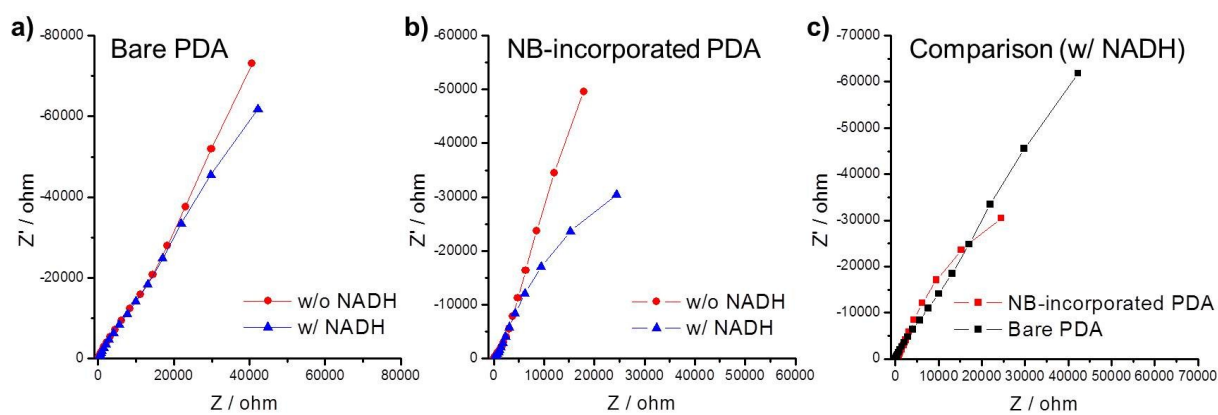 a)
Bare PDA
-80000
-60000
-40000
-20000
0
Z' / ohm
0 20000 40000 60000 80000
Z / ohm
w/o NADH
w/ NADH
b)
NB-incorporated PDA
-60000
-50000
-40000
-30000
-20000
-10000
0
Z' / ohm
0 10000 20000 30000 40000 50000 60000
Z / ohm
w/o NADH
w/ NADH
c)
Comparison (w/ NADH)
-70000
-60000
-50000
-40000
-30000
-20000
-10000
0
Z' / ohm
0 10000 20000 30000 40000 50000 60000 70000
Z / ohm
NB-incorporated PDA
Bare PDA